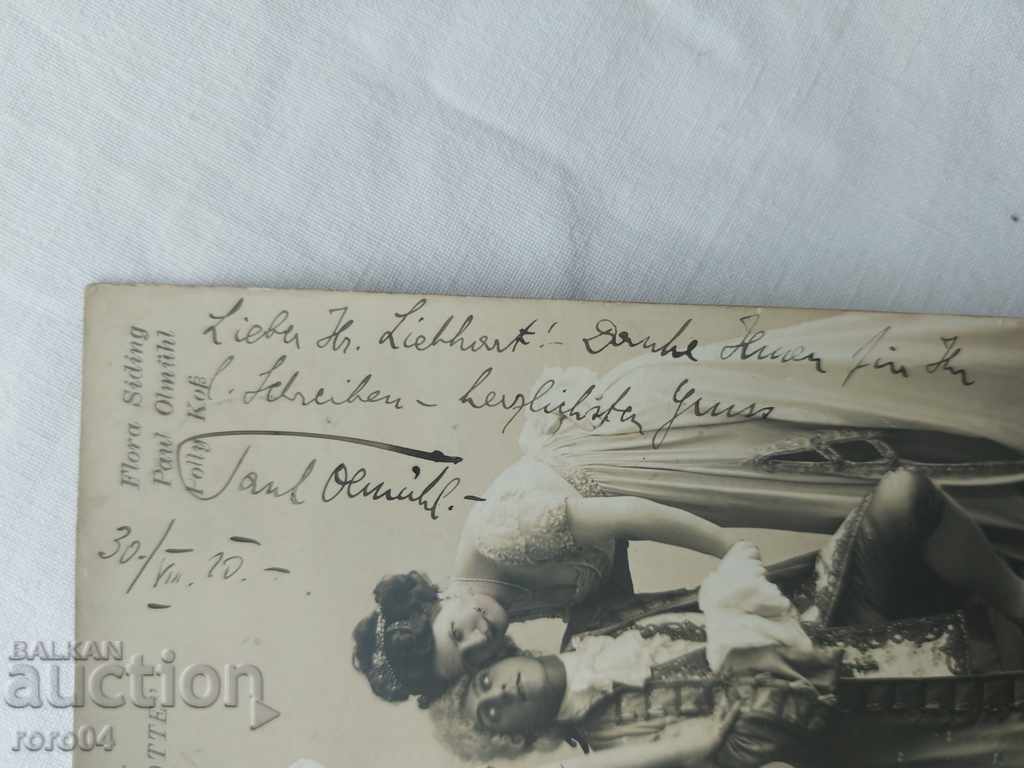 Lieber Hr. Liebhart! – Danke Ihnen für Ihr
l. Schreiben – herzlichsten Gruss
Paul Olmühl. –
30./VIII. 10. –
Flora Siding
Paul Olmühl
Folly Koß
OTTE
BALKAN
auction
roro04